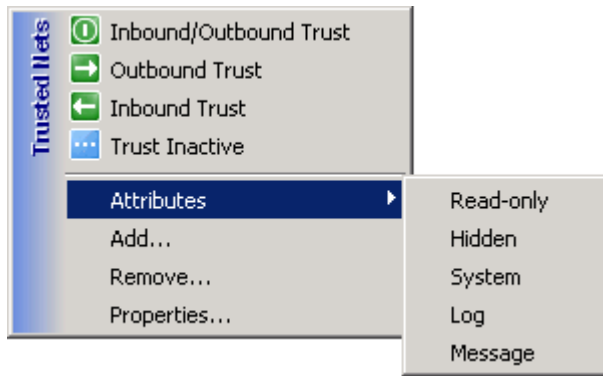 Trusted Nets
Inbound/Outbound Trust
Outbound Trust
Inbound Trust
Trust Inactive
Attributes
Add...
Remove...
Properties...
Read-only
Hidden
System
Log
Message